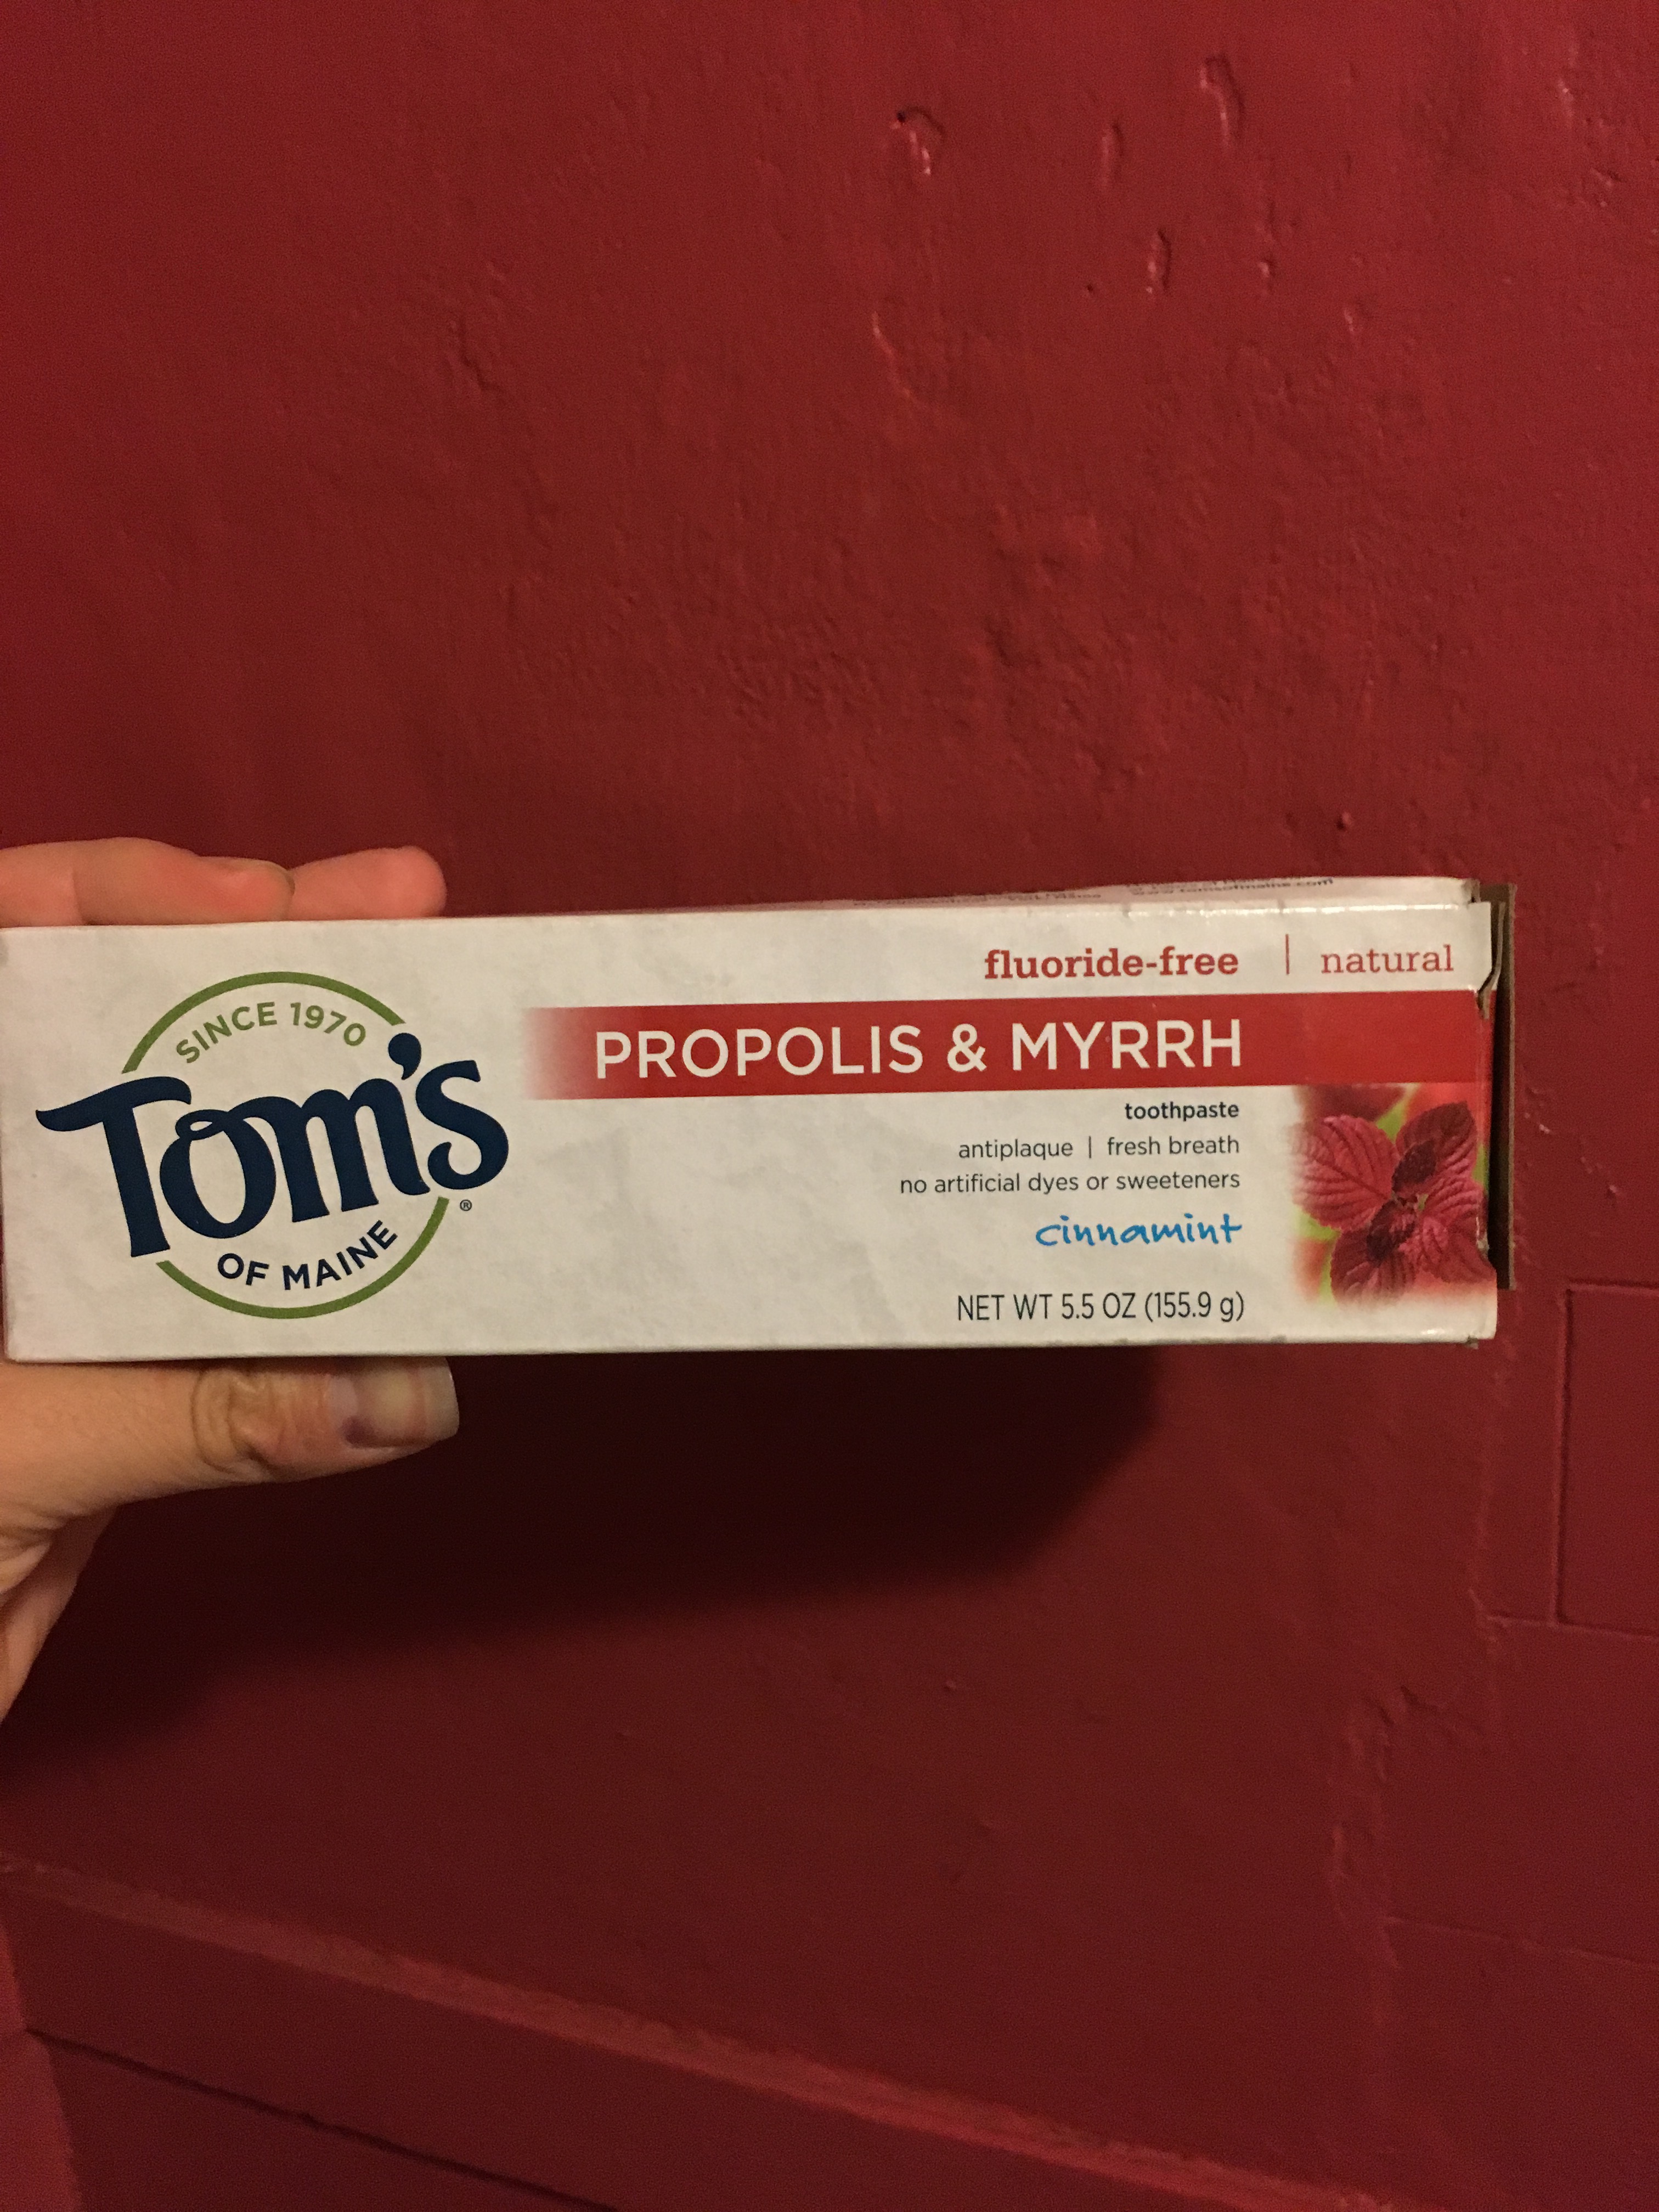 SINCE 1970
Tom's
OF MAINE
®
fluoride-free | natural
PROPOLIS & MYRRH
toothpaste
antiplaque | fresh breath
no artificial dyes or sweeteners
cinnamint
NET WT 5.5 OZ (155.9 g)